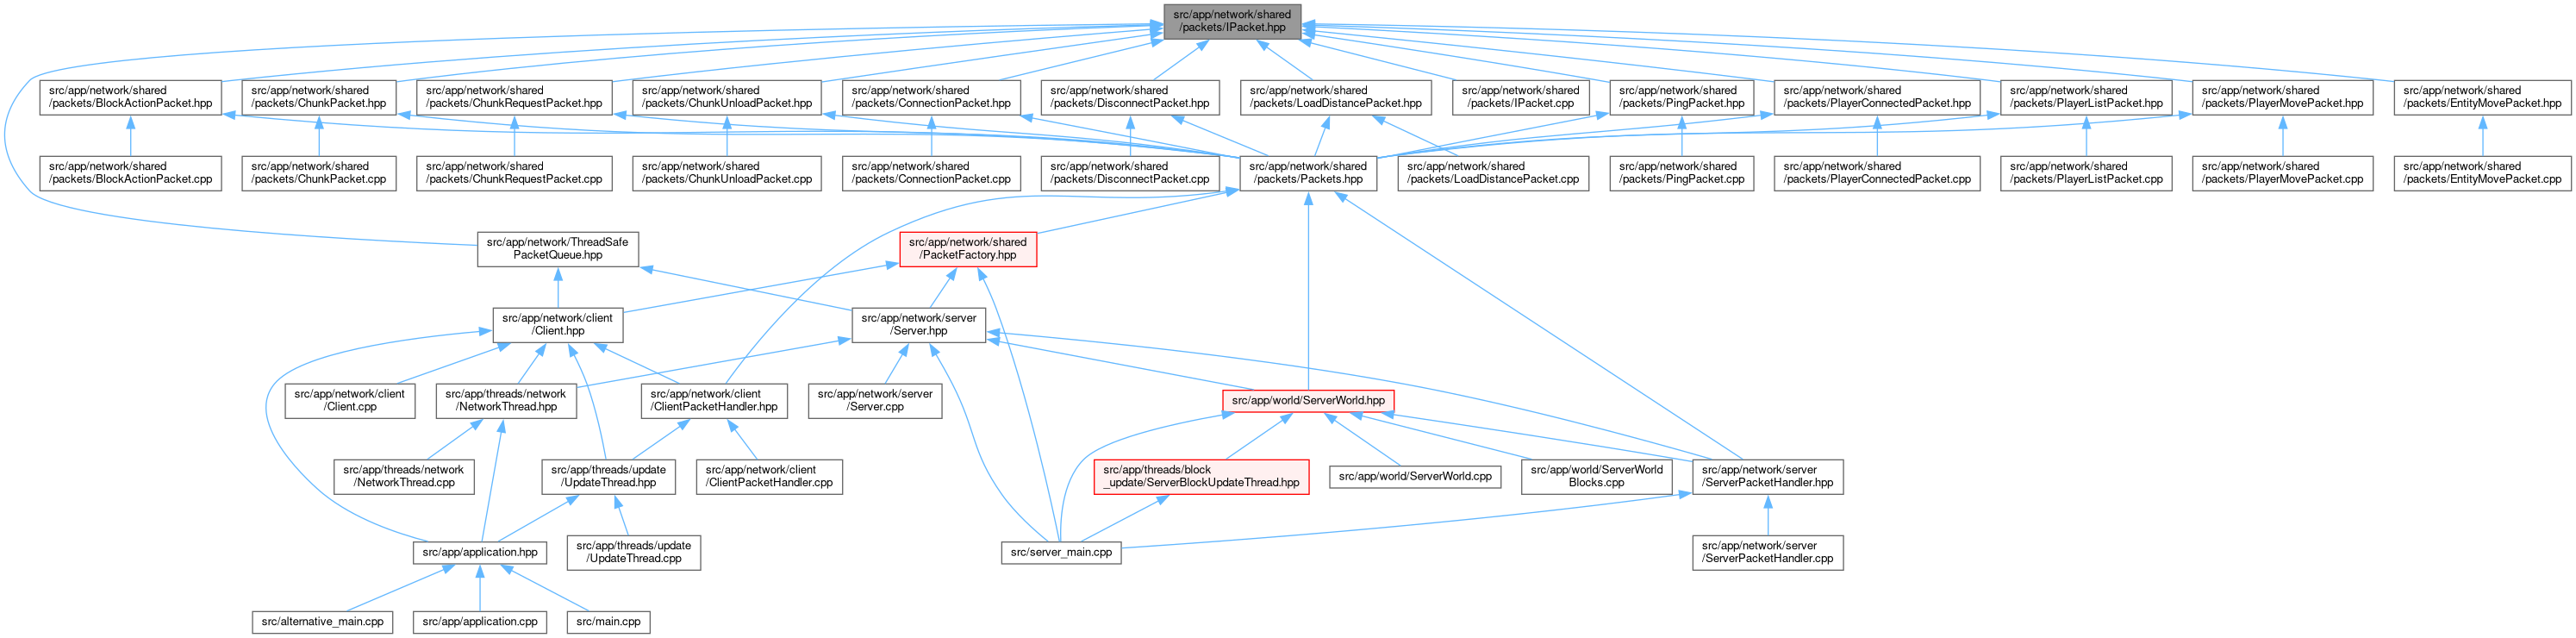 src/app/network/shared
/packets/IPacket.hpp
src/app/network/shared
/packets/BlockActionPacket.hpp
src/app/network/shared
/packets/ChunkPacket.hpp
src/app/network/shared
/packets/ChunkRequestPacket.hpp
src/app/network/shared
/packets/ChunkUnloadPacket.hpp
src/app/network/shared
/packets/ConnectionPacket.hpp
src/app/network/shared
/packets/DisconnectPacket.hpp
src/app/network/shared
/packets/LoadDistancePacket.hpp
src/app/network/shared
/packets/IPacket.cpp
src/app/network/shared
/packets/PingPacket.hpp
src/app/network/shared
/packets/PlayerConnectedPacket.hpp
src/app/network/shared
/packets/PlayerListPacket.hpp
src/app/network/shared
/packets/PlayerMovePacket.hpp
src/app/network/shared
/packets/EntityMovePacket.hpp
src/app/network/shared
/packets/BlockActionPacket.cpp
src/app/network/shared
/packets/ChunkPacket.cpp
src/app/network/shared
/packets/ChunkRequestPacket.cpp
src/app/network/shared
/packets/ChunkUnloadPacket.cpp
src/app/network/shared
/packets/ConnectionPacket.cpp
src/app/network/shared
/packets/DisconnectPacket.cpp
src/app/network/shared
/packets/Packets.hpp
src/app/network/shared
/packets/LoadDistancePacket.cpp
src/app/network/shared
/packets/PingPacket.cpp
src/app/network/shared
/packets/PlayerConnectedPacket.cpp
src/app/network/shared
/packets/PlayerListPacket.cpp
src/app/network/shared
/packets/PlayerMovePacket.cpp
src/app/network/shared
/packets/EntityMovePacket.cpp
src/app/network/ThreadSafe
PacketQueue.hpp
src/app/network/shared
/PacketFactory.hpp
src/app/network/client
/Client.hpp
src/app/network/server
/Server.hpp
src/app/network/client
/Client.cpp
src/app/threads/network
/NetworkThread.hpp
src/app/network/client
/ClientPacketHandler.hpp
src/app/network/server
/Server.cpp
src/app/world/ServerWorld.hpp
src/app/threads/network
/NetworkThread.cpp
src/app/threads/update
/UpdateThread.hpp
src/app/network/client
/ClientPacketHandler.cpp
src/app/threads/block
_update/ServerBlockUpdateThread.hpp
src/app/world/ServerWorld.cpp
src/app/world/ServerWorld
Blocks.cpp
src/app/network/server
/ServerPacketHandler.hpp
src/app/application.hpp
src/app/threads/update
/UpdateThread.cpp
src/server_main.cpp
src/app/network/server
/ServerPacketHandler.cpp
src/alternative_main.cpp
src/app/application.cpp
src/main.cpp